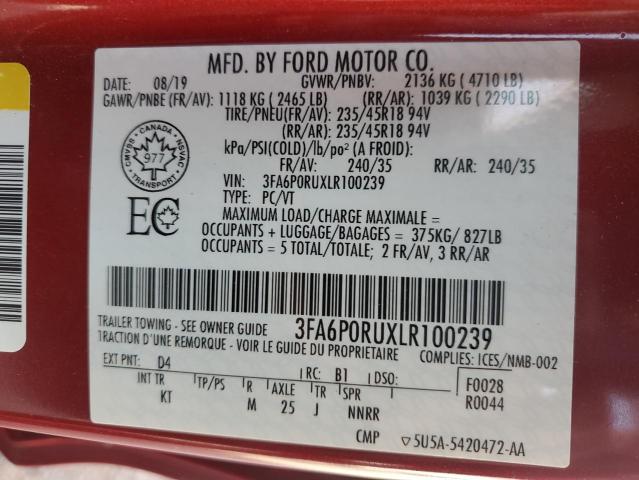 MFD. BY FORD MOTOR CO.
DATE: 08/19 GVWR/PNBV: 2136 KG (4710 LB)
GAWR/PNBE (FR/AV): 1118 KG (2465 LB) (RR/AR): 1039 KG (2290 LB)
TIRE/PNEU(FR/AV): 235/45R18 94V
(RR/AR): 235/45R18 94V
kPa/PSI(COLD)/lb/po² (A FROID):
FR/AV: 240/35 RR/AR: 240/35
CANADA
CMVSS 977 NSVAC
TRANSPORT
VIN: 3FA6P0RUXLR100239
TYPE: PC/VT
EC
MAXIMUM LOAD/CHARGE MAXIMALE =
OCCUPANTS + LUGGAGE/BAGAGES = 375KG/ 827LB
OCCUPANTS = 5 TOTAL/TOTALE; 2 FR/AV, 3 RR/AR
TRAILER TOWING - SEE OWNER GUIDE 3FA6P0RUXLR100239
TRACTION D'UNE REMORQUE - VOIR LE GUIDE DU PROPRIETAIRE COMPLIES: ICES/NMB-002
EXT PNT: D4 RC: B1 DSO: F0028
INT TR TP/PS R AXLE TR SPR R0044
KT M 25 J NNRR
CMP 5U5A-5420472-AA